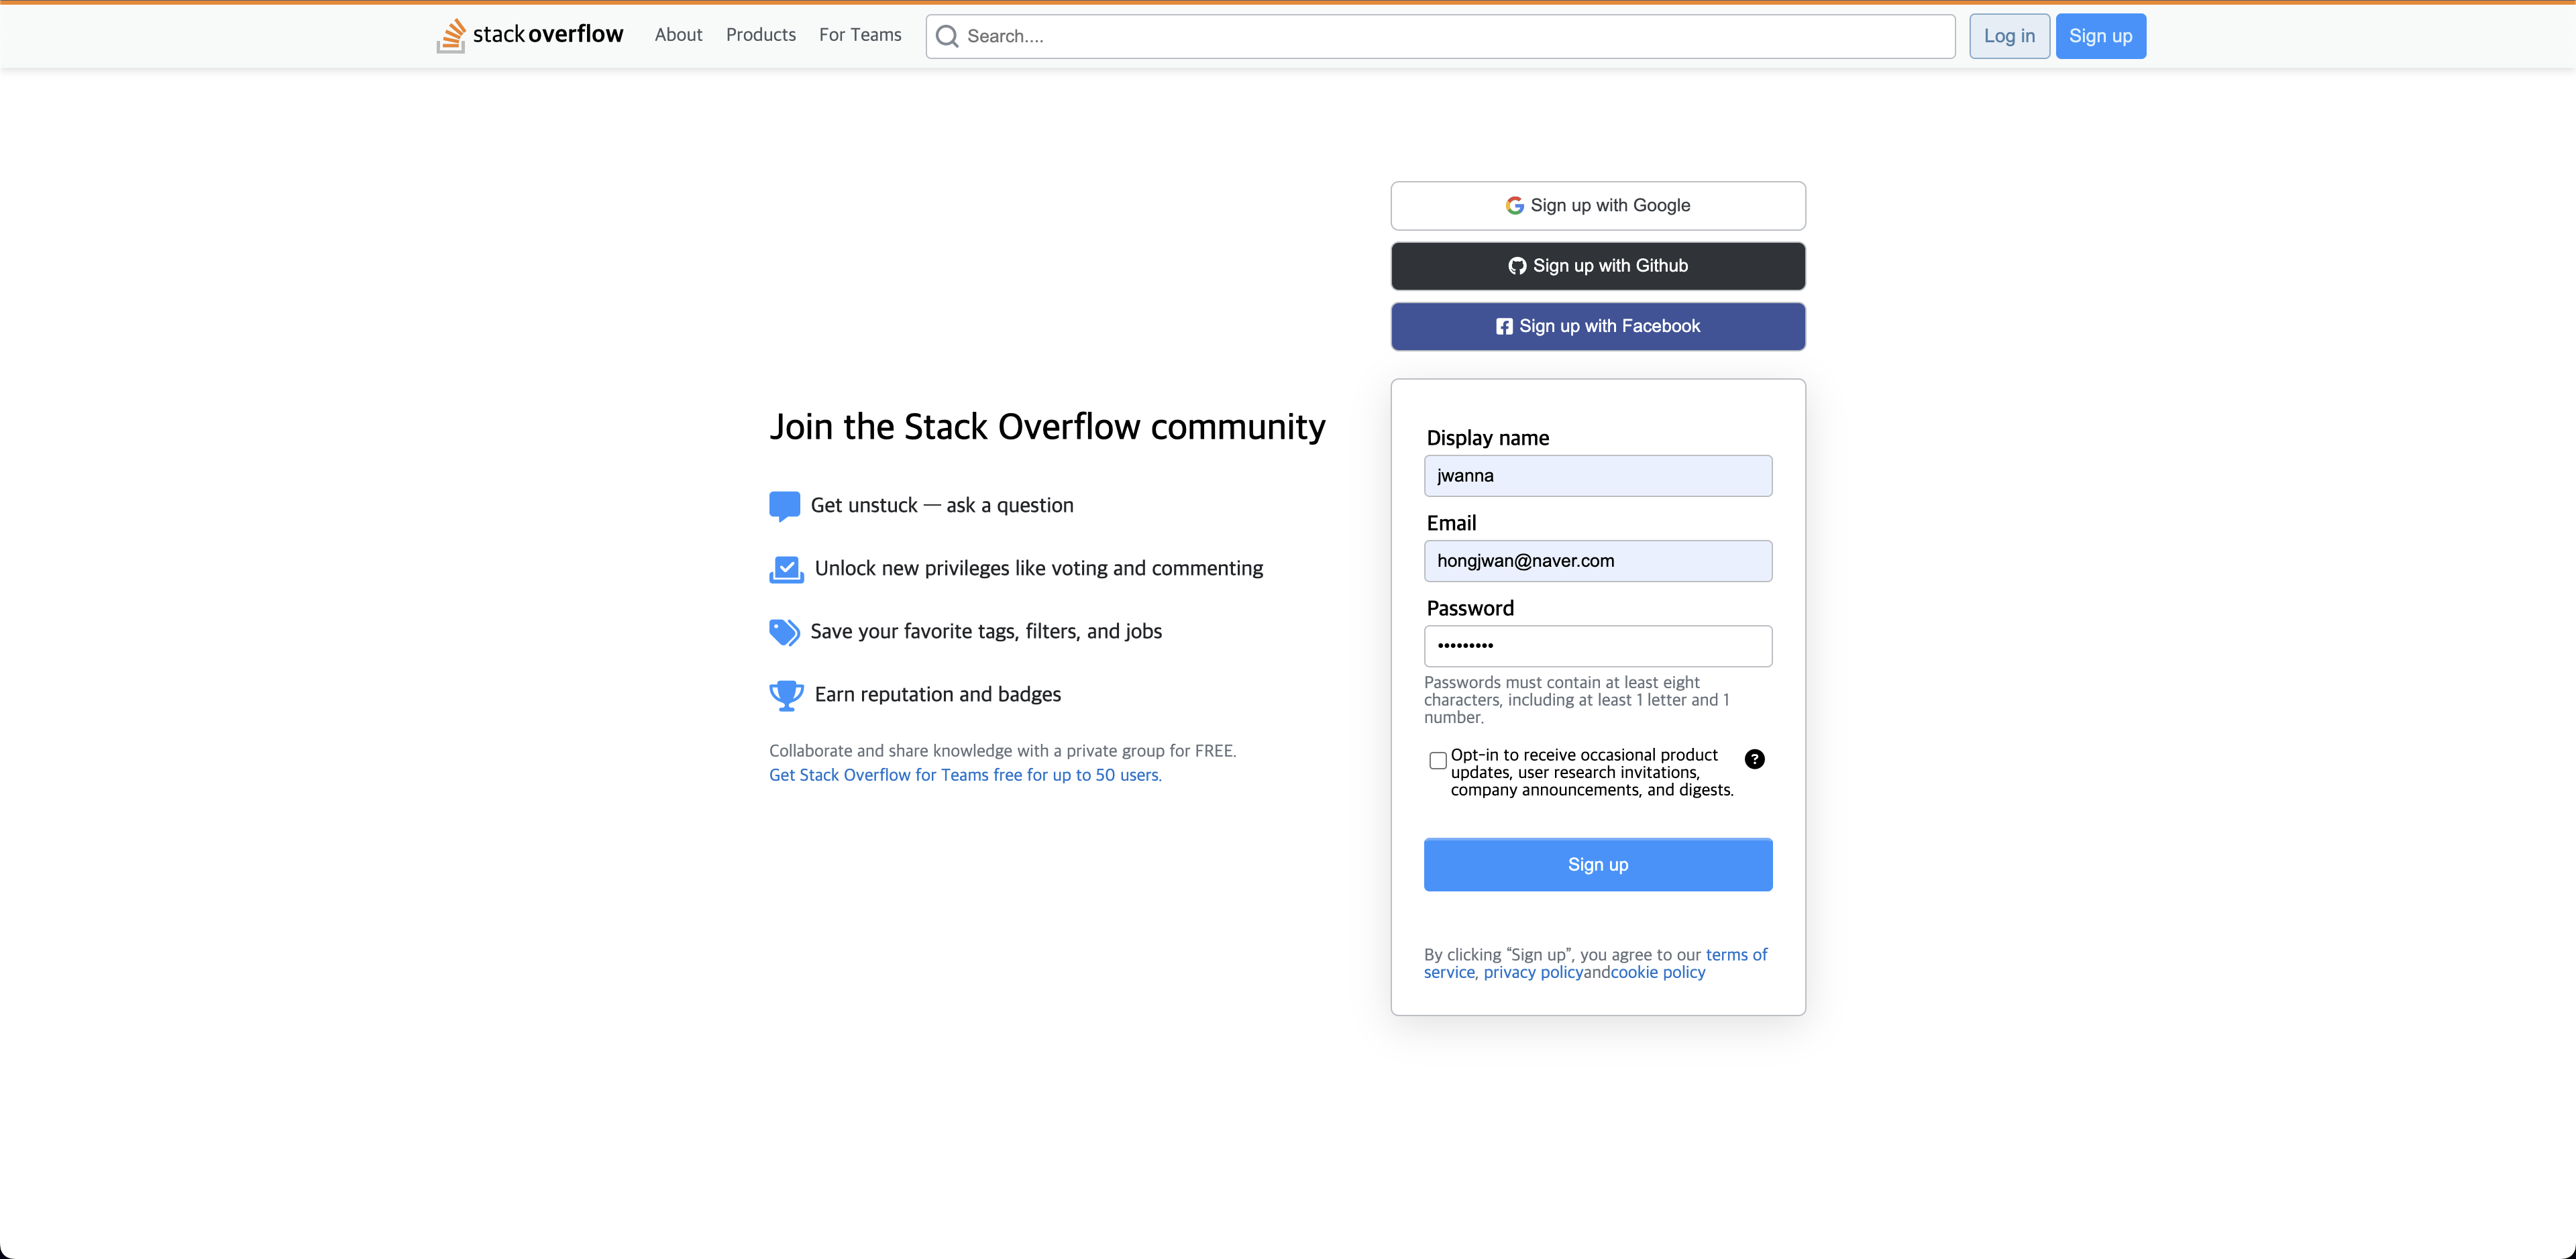 stackoverflow About Products For Teams Search.... Log in Sign up
Sign up with Google
Sign up with Github
Sign up with Facebook
Join the Stack Overflow community
Get unstuck — ask a question
Unlock new privileges like voting and commenting
Save your favorite tags, filters, and jobs
Earn reputation and badges
Collaborate and share knowledge with a private group for FREE.
Get Stack Overflow for Teams free for up to 50 users.
Display name
jwanna
Email
hongjwan@naver.com
Password
•••••••••
Passwords must contain at least eight
characters, including at least 1 letter and 1
number.
Opt-in to receive occasional product
updates, user research invitations,
company announcements, and digests.
?
Sign up
By clicking “Sign up”, you agree to our terms of
service, privacy policyandcookie policy